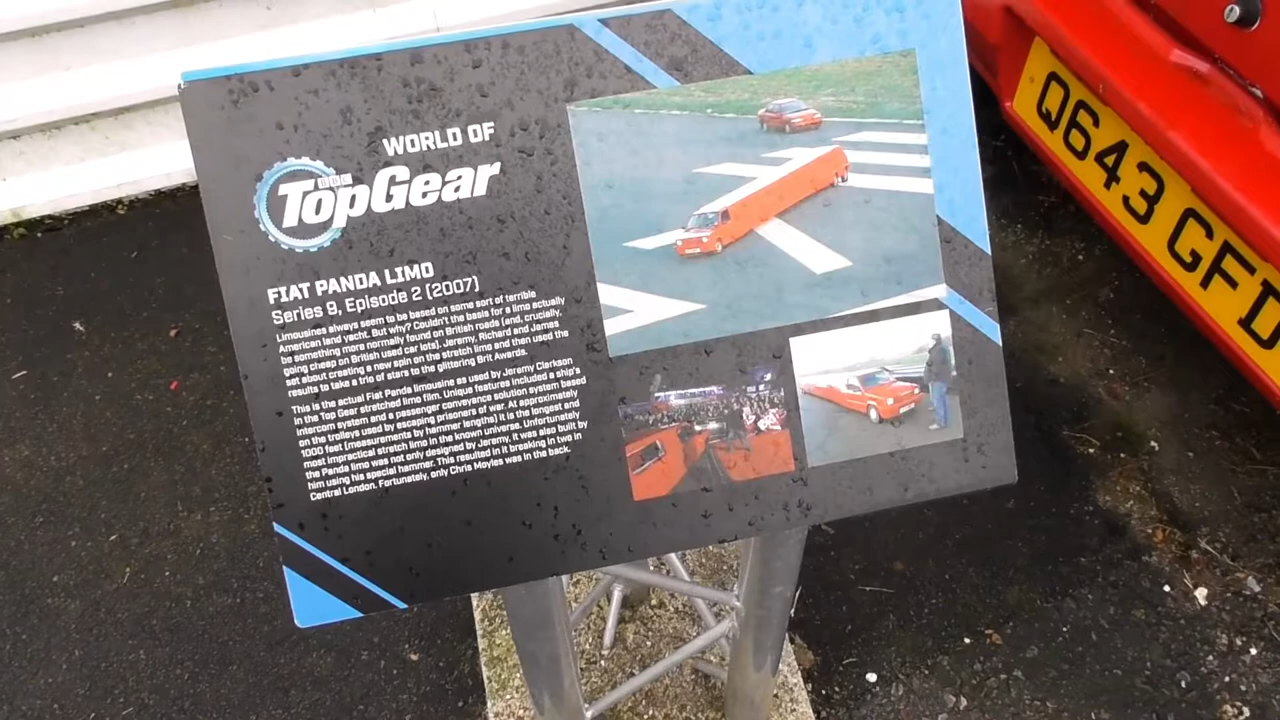 WORLD OF
BBC
TopGear
FIAT PANDA LIMO
Series 9, Episode 2 (2007)
Limousines always seem to be based on some sort of terrible
American land yacht. But why? Couldn't the basis for a limo actually
be something more normally found on British roads (and, crucially,
going cheap on British used car lots). Jeremy, Richard and James
set about creating a new spin on the stretch limo and then used the
results to take a trio of stars to the glittering Brit Awards.
This is the actual Fiat Panda limousine as used by Jeremy Clarkson
in the Top Gear stretched limo film. Unique features included a ship's
intercom system and a passenger conveyance solution system based
on the trolleys used by escaping prisoners of war. At approximately
1000 feet (measurements by hammer lengths) it is the longest and
most impractical stretch limo in the known universe. Unfortunately
the Panda limo was not only designed by Jeremy, it was also built by
him using his special hammer. This resulted in it breaking in two in
Central London. Fortunately, only Chris Moyles was in the back.
Q643 GFD